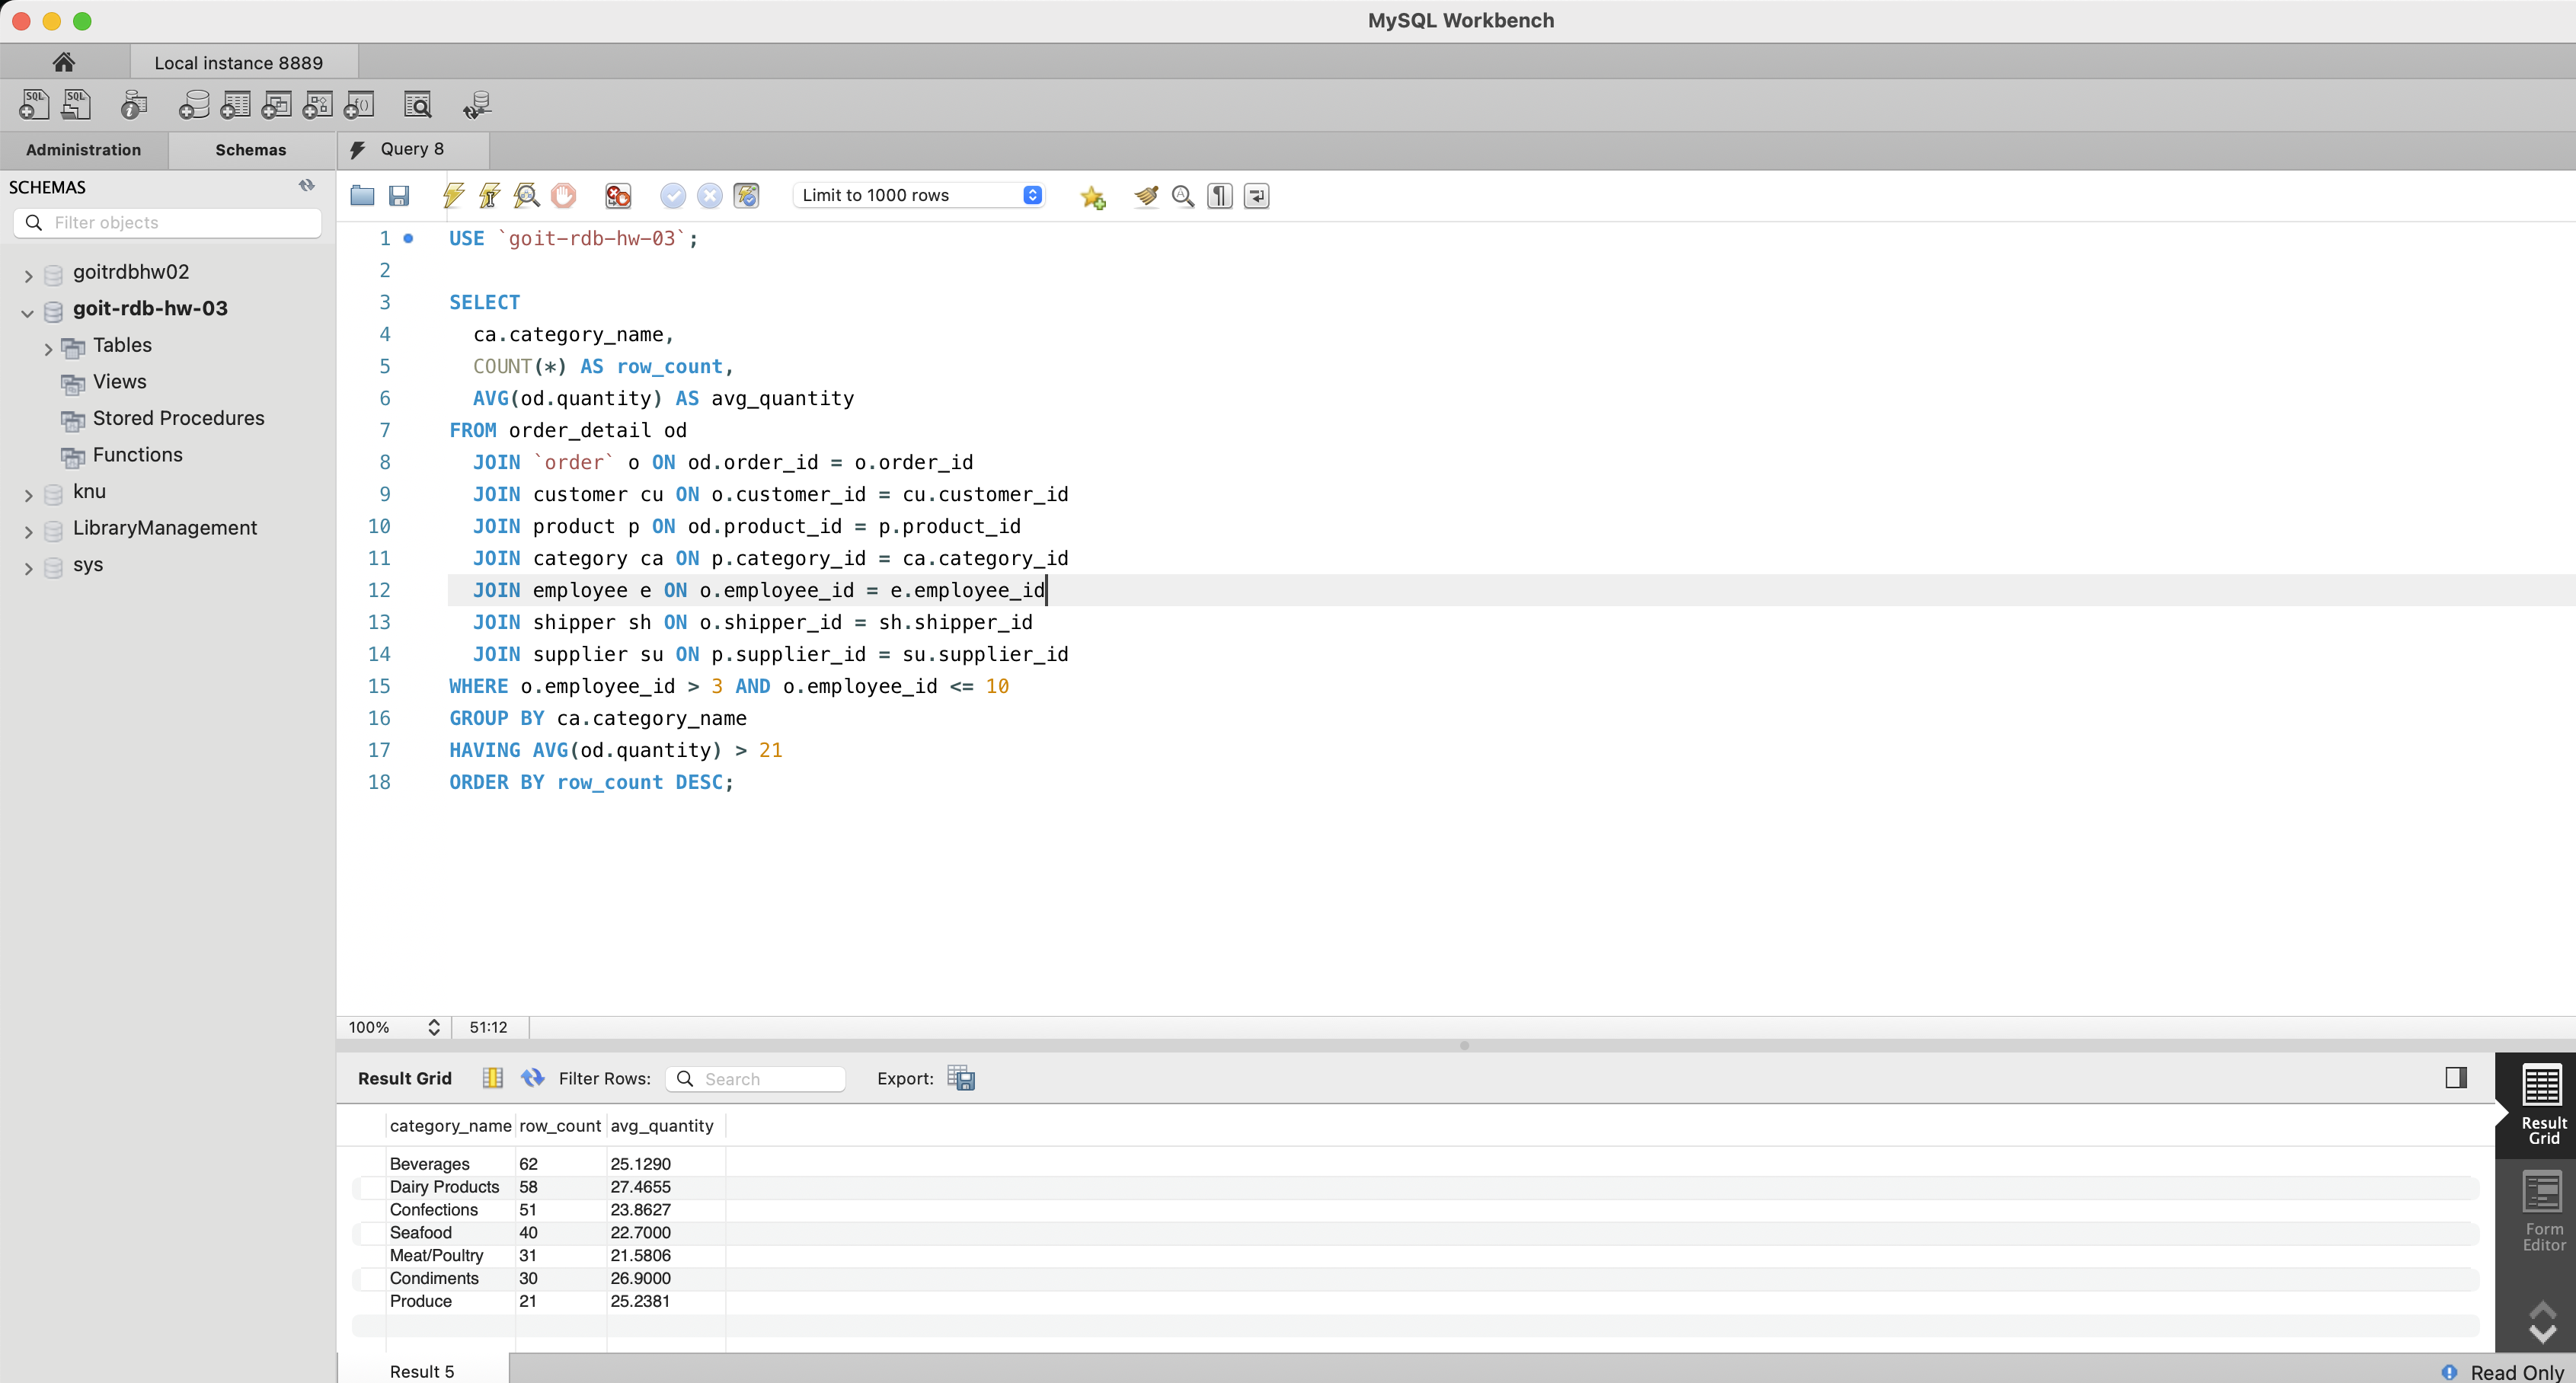 MySQL Workbench
Local instance 8889
Administration
Schemas
Query 8
SCHEMAS
Filter objects
goitrdbhw02
goit-rdb-hw-03
Tables
Views
Stored Procedures
Functions
knu
LibraryManagement
sys
Limit to 1000 rows
1 USE `goit-rdb-hw-03`;
2
3 SELECT
4 ca.category_name,
5 COUNT(*) AS row_count,
6 AVG(od.quantity) AS avg_quantity
7 FROM order_detail od
8 JOIN `order` o ON od.order_id = o.order_id
9 JOIN customer cu ON o.customer_id = cu.customer_id
10 JOIN product p ON od.product_id = p.product_id
11 JOIN category ca ON p.category_id = ca.category_id
12 JOIN employee e ON o.employee_id = e.employee_id
13 JOIN shipper sh ON o.shipper_id = sh.shipper_id
14 JOIN supplier su ON p.supplier_id = su.supplier_id
15 WHERE o.employee_id > 3 AND o.employee_id <= 10
16 GROUP BY ca.category_name
17 HAVING AVG(od.quantity) > 21
18 ORDER BY row_count DESC;
100% 51:12
Result Grid Filter Rows: Search Export:
category_name row_count avg_quantity
Beverages 62 25.1290
Dairy Products 58 27.4655
Confections 51 23.8627
Seafood 40 22.7000
Meat/Poultry 31 21.5806
Condiments 30 26.9000
Produce 21 25.2381
Result
Grid
Form
Editor
Result 5
Read Only